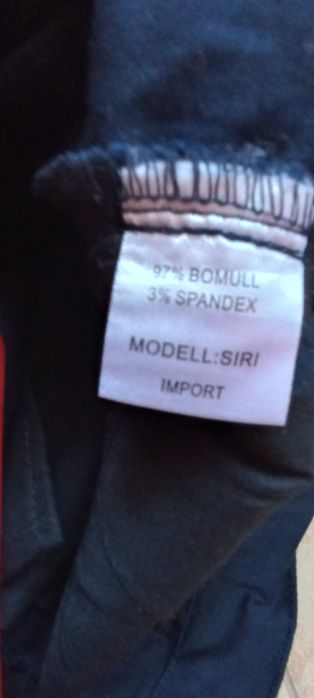 97% BOMULL
3% SPANDEX
MODELL:SIRI
IMPORT